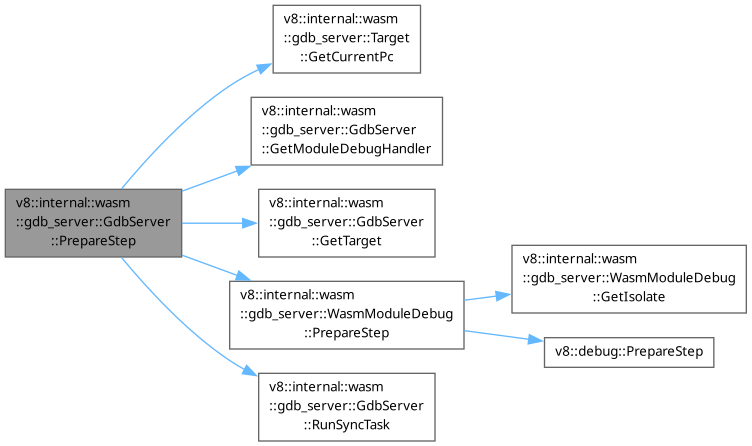 v8::internal::wasm
::gdb_server::Target
::GetCurrentPc
v8::internal::wasm
::gdb_server::GdbServer
::GetModuleDebugHandler
v8::internal::wasm
::gdb_server::GdbServer
::PrepareStep
v8::internal::wasm
::gdb_server::GdbServer
::GetTarget
v8::internal::wasm
::gdb_server::WasmModuleDebug
::GetIsolate
v8::internal::wasm
::gdb_server::WasmModuleDebug
::PrepareStep
v8::debug::PrepareStep
v8::internal::wasm
::gdb_server::GdbServer
::RunSyncTask